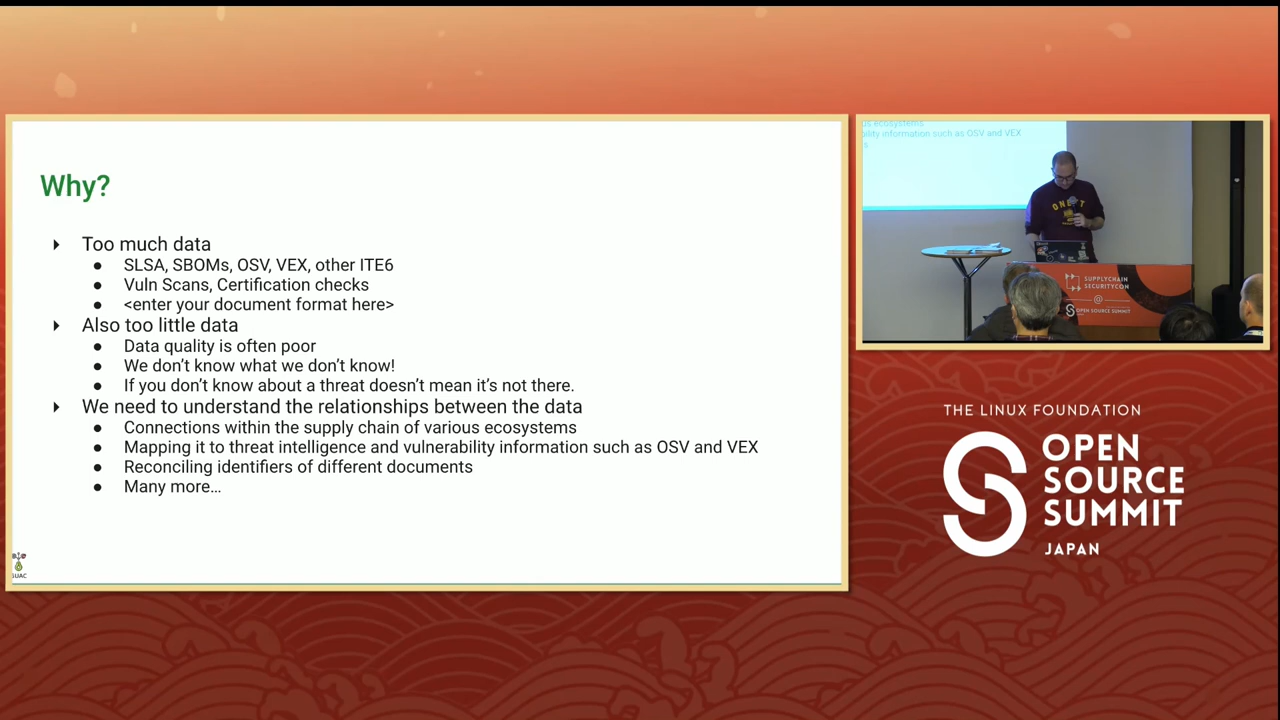 Why?
Too much data
SLSA, SBOMs, OSV, VEX, other ITE6
Vuln Scans, Certification checks
<enter your document format here>
Also too little data
Data quality is often poor
We don't know what we don't know!
If you don't know about a threat doesn't mean it's not there.
We need to understand the relationships between the data
Connections within the supply chain of various ecosystems
Mapping it to threat intelligence and vulnerability information such as OSV and VEX
Reconciling identifiers of different documents
Many more…
GUAC
us ecosystems
ability information such as OSV and VEX
SUPPLYCHAIN
SECURITYCON
@
OPEN SOURCE SUMMIT
THE LINUX FOUNDATION
OPEN
SOURCE
SUMMIT
JAPAN